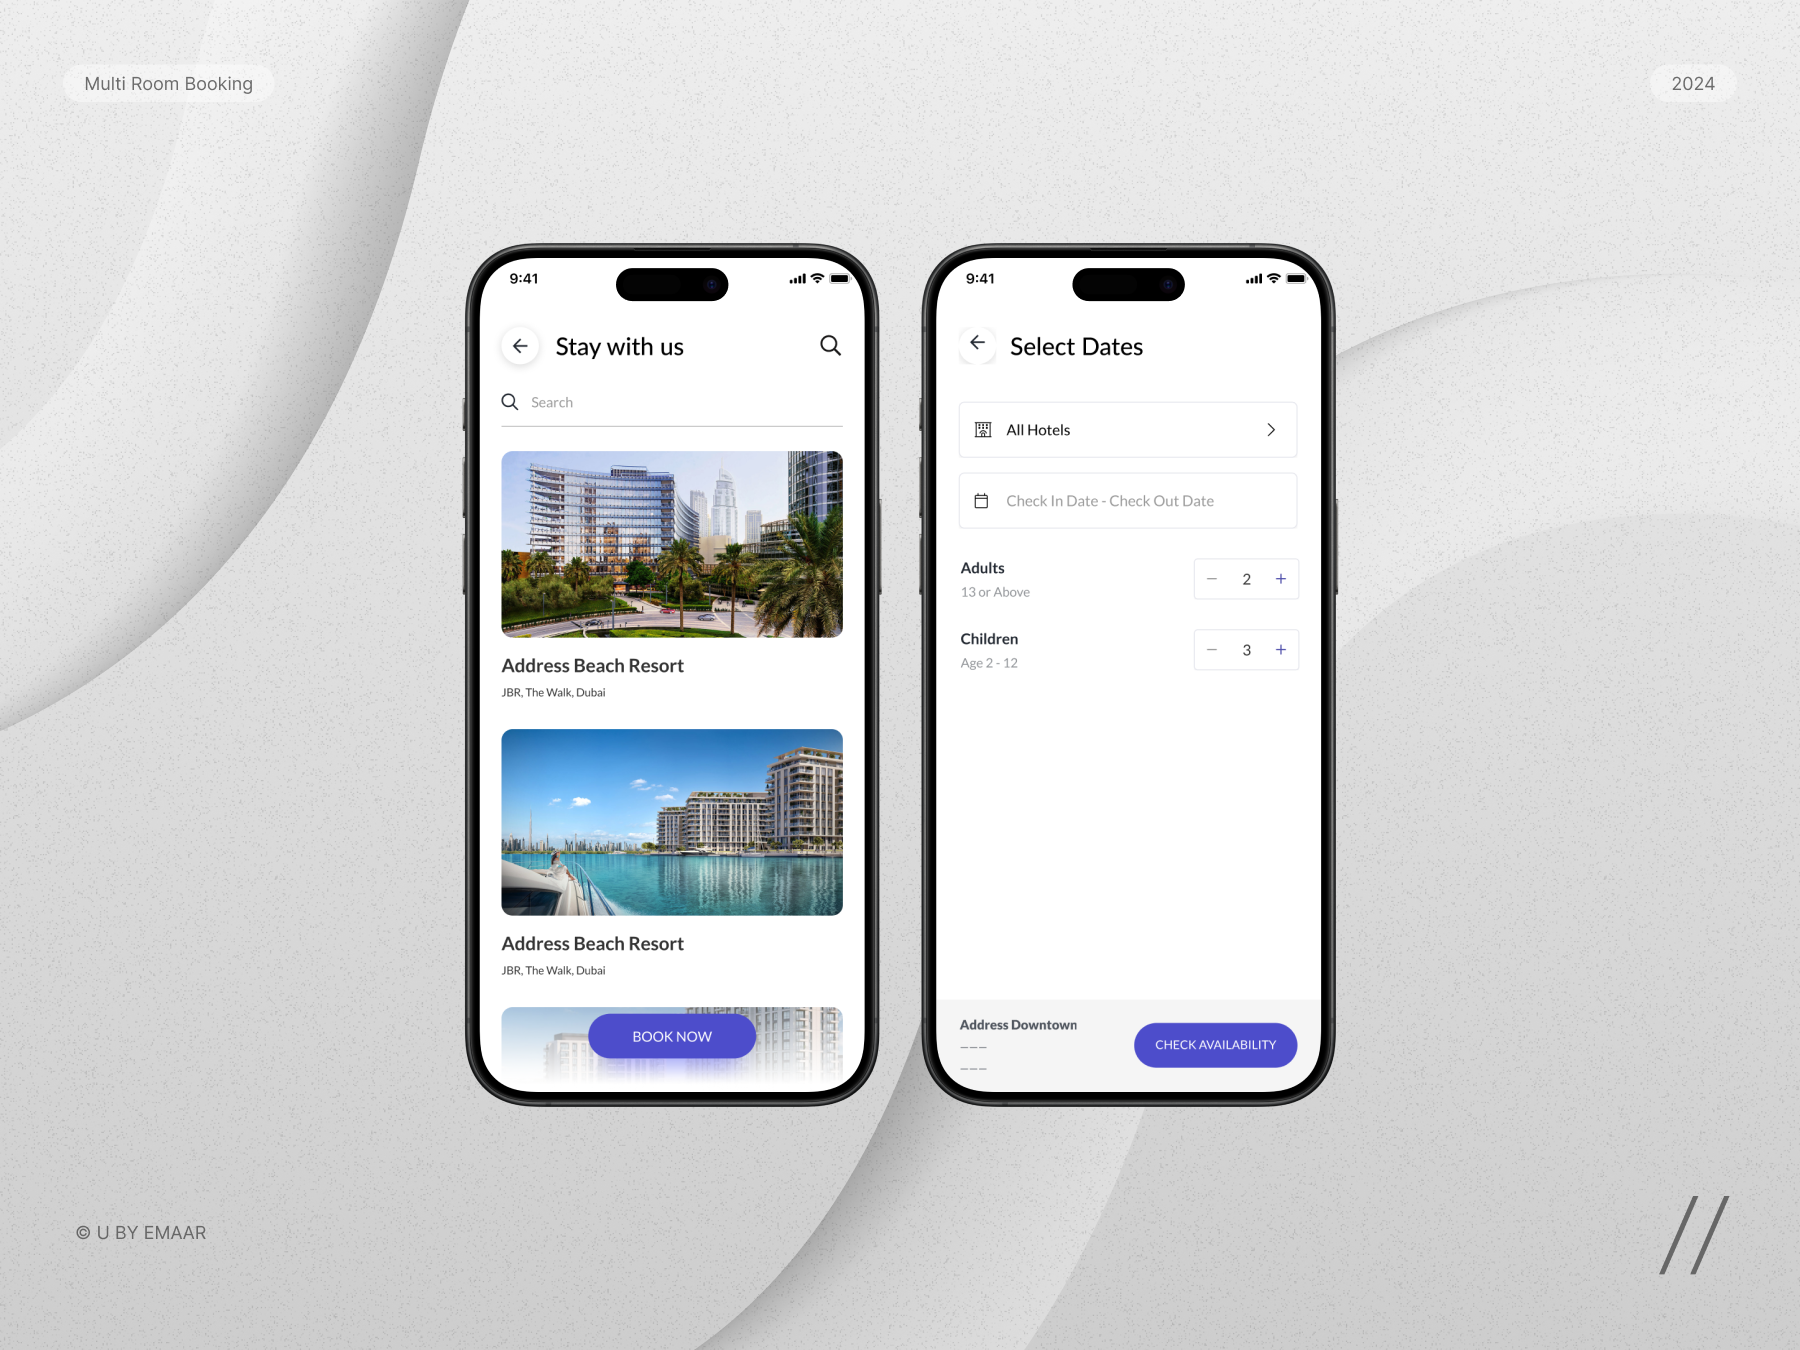 Multi Room Booking
2024
9:41
Stay with us
Search
Address Beach Resort
JBR, The Walk, Dubai
Address Beach Resort
JBR, The Walk, Dubai
BOOK NOW
9:41
Select Dates
All Hotels
Check In Date - Check Out Date
Adults
13 or Above
2
Children
Age 2 - 12
3
Address Downtown
---
---
CHECK AVAILABILITY
© U BY EMAAR